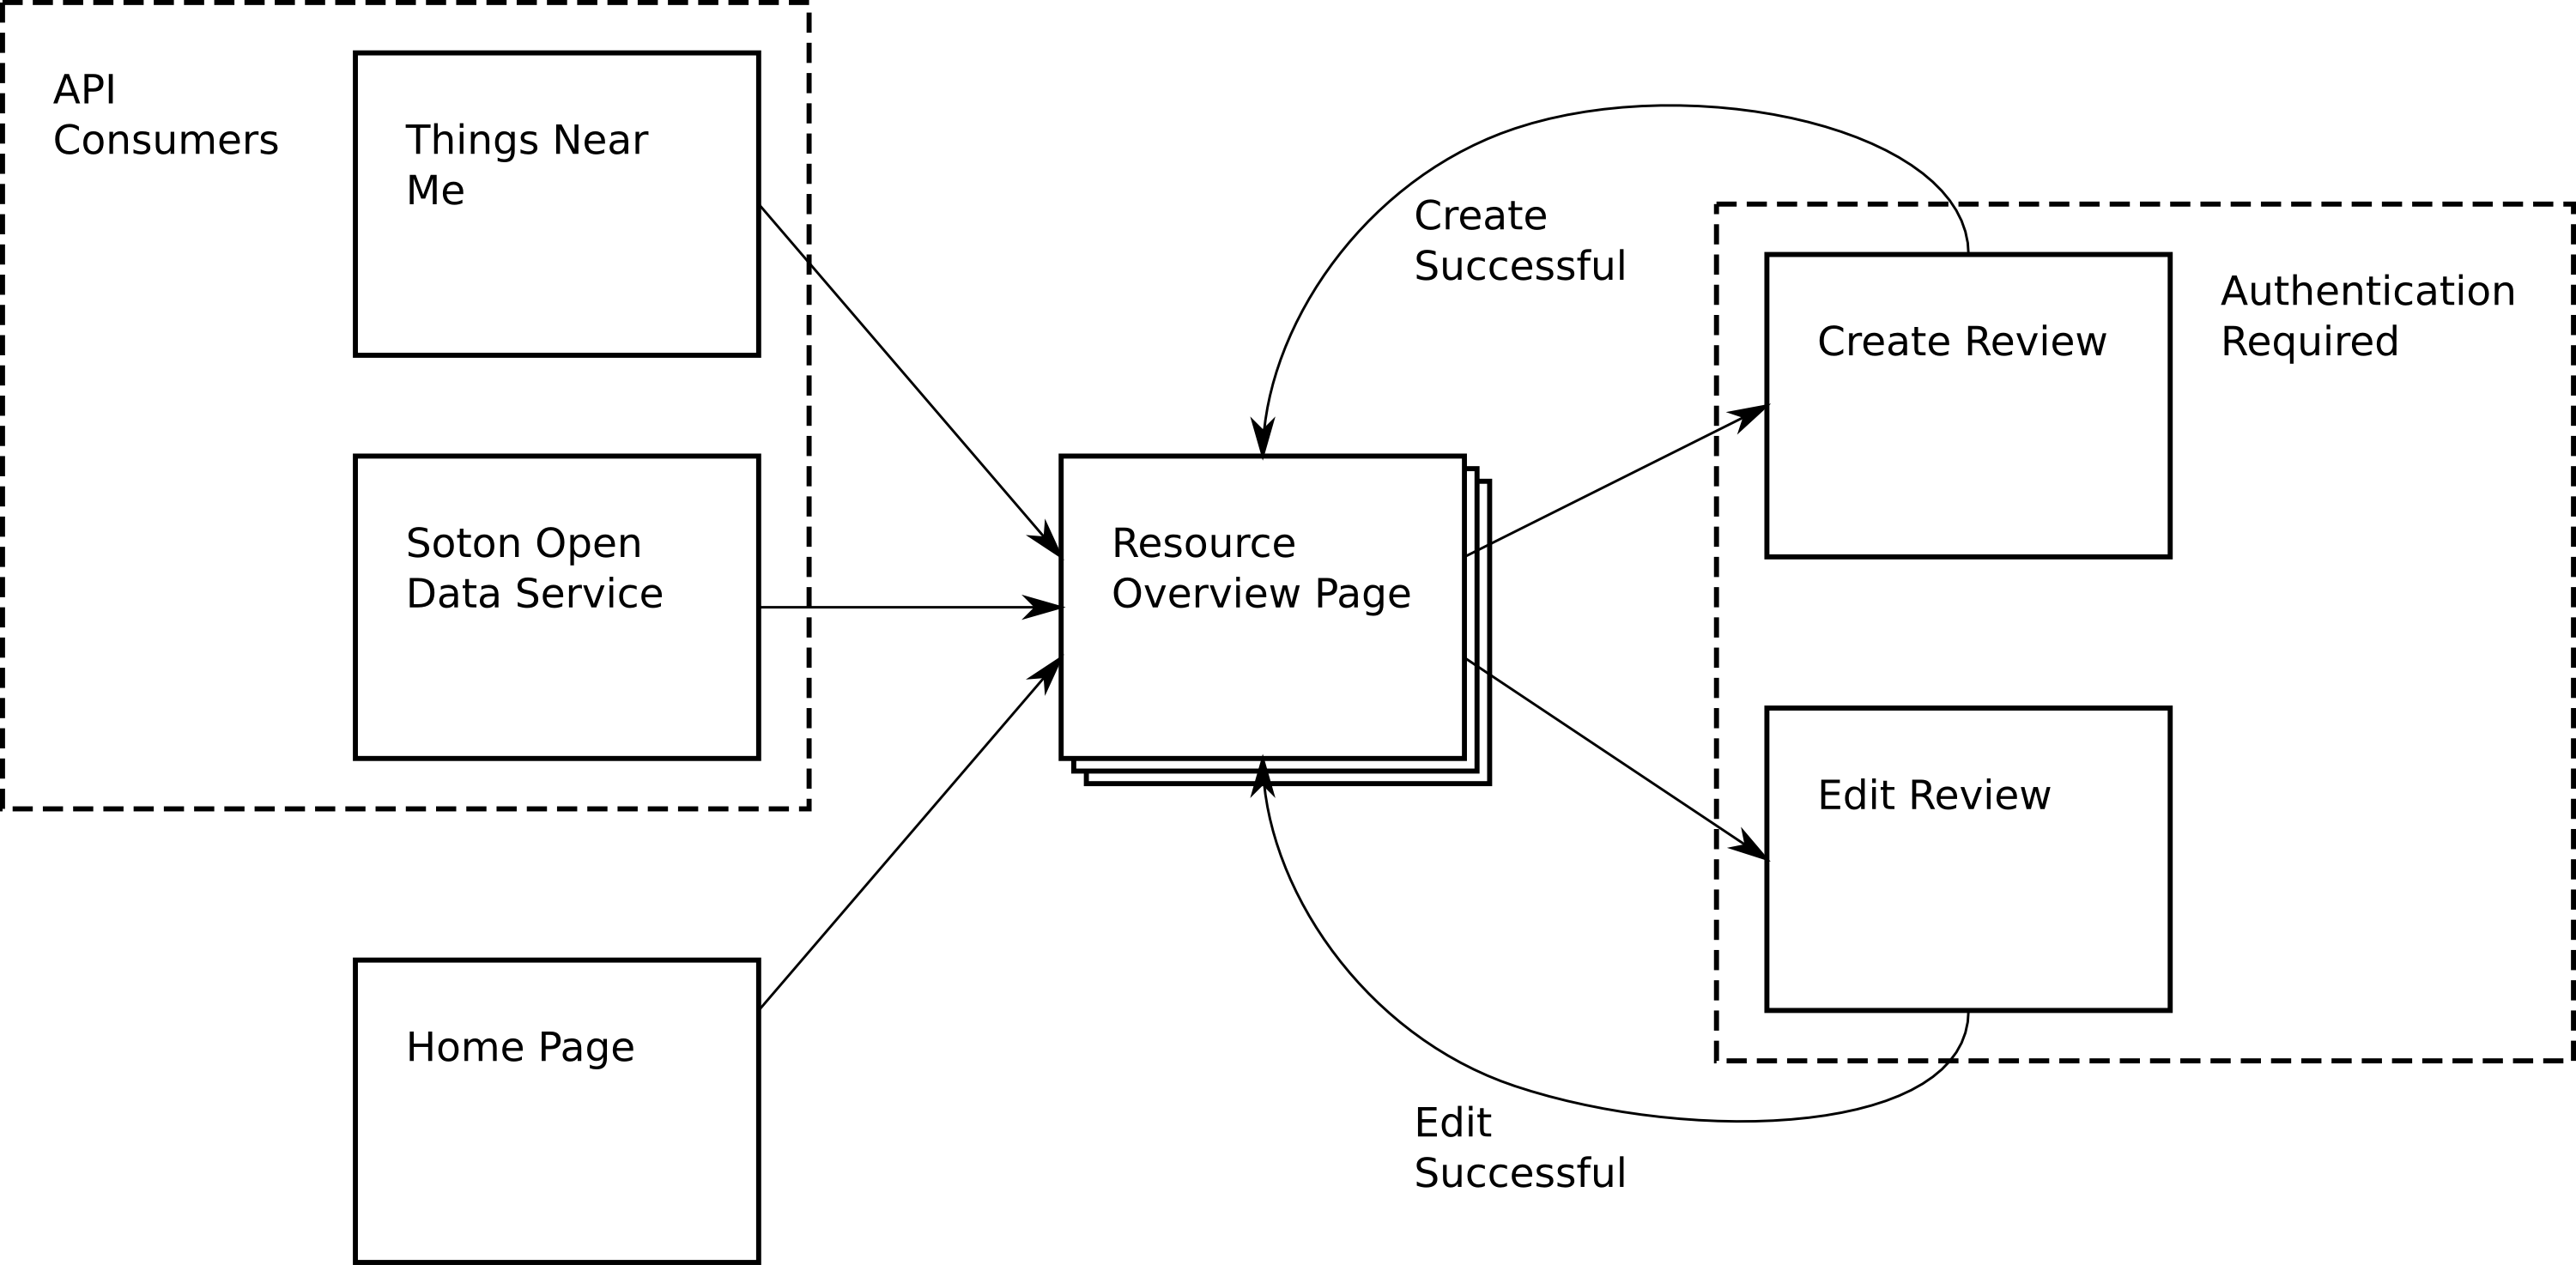 API
Consumers
Things Near
Me
Soton Open
Data Service
Home Page
Resource
Overview Page
Create
Successful
Edit
Successful
Create Review
Edit Review
Authentication
Required